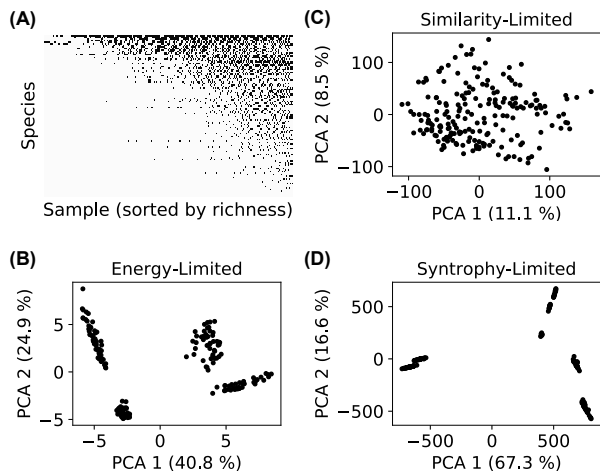 (A)
Species
Sample (sorted by richness)
(C)
Similarity-Limited
PCA 2 (8.5 %)
100
0
−100
−100
0
100
PCA 1 (11.1 %)
(B)
Energy-Limited
PCA 2 (24.9 %)
5
0
−5
−5
0
5
PCA 1 (40.8 %)
(D)
Syntrophy-Limited
PCA 2 (16.6 %)
500
0
−500
−500
0
500
PCA 1 (67.3 %)